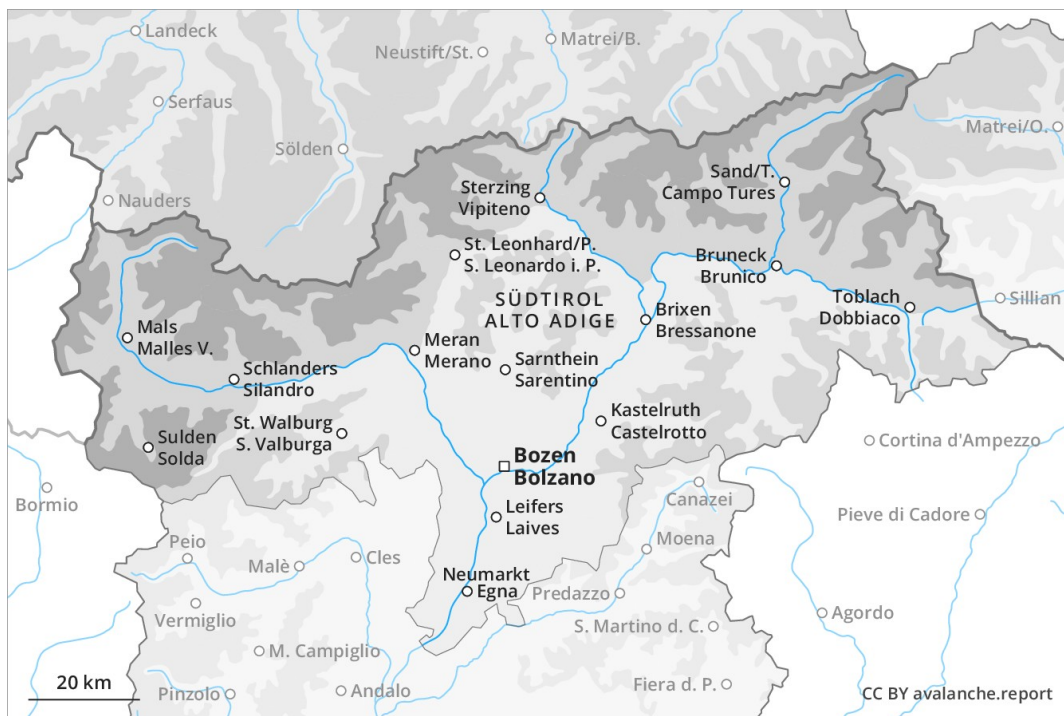 Landeck
Neustift/St.
Matrei/B.
Serfaus
Sölden
Matrei/O.
Nauders
Sterzing
Vipiteno
Sand/T.
Campo Tures
St. Leonhard/P.
S. Leonardo i. P.
Bruneck
Brunico
SÜDTIROL
ALTO ADIGE
Toblach
Dobbiaco
Sillian
Brixen
Bressanone
Mals
Malles V.
Meran
Merano
Sarnthein
Sarentino
Schlanders
Silandro
St. Walburg
S. Valburga
Kastelruth
Castelrotto
Sulden
Solda
Cortina d'Ampezzo
Bozen
Bolzano
Bormio
Canazei
Leifers
Laives
Pieve di Cadore
Moena
Peio
Malè
Cles
Neumarkt
Egna
Predazzo
Vermiglio
Agordo
S. Martino d. C.
M. Campiglio
20 km
Pinzolo
Andalo
Fiera d. P.
CC BY avalanche.report